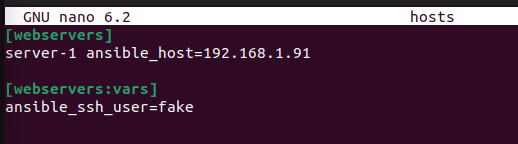 GNU nano 6.2 hosts
[webservers]
server-1 ansible_host=192.168.1.91
[webservers:vars]
ansible_ssh_user=fake